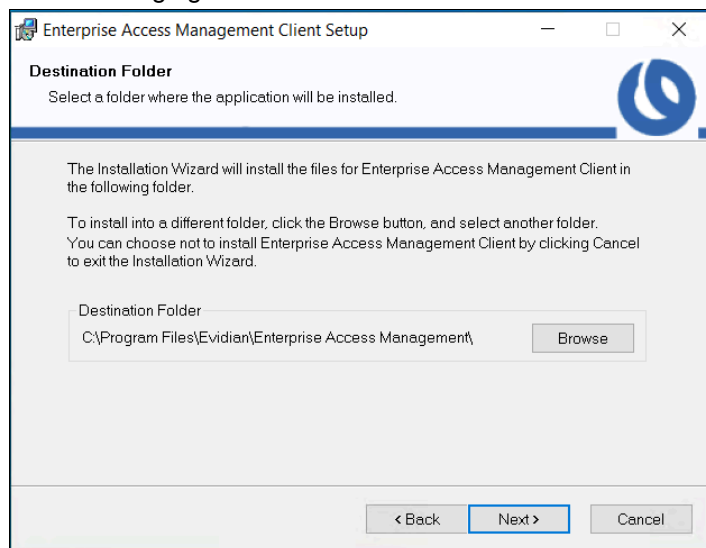 Enterprise Access Management Client Setup
Destination Folder
Select a folder where the application will be installed.
The Installation Wizard will install the files for Enterprise Access Management Client in
the following folder.
To install into a different folder, click the Browse button, and select another folder.
You can choose not to install Enterprise Access Management Client by clicking Cancel
to exit the Installation Wizard.
Destination Folder
C:\Program Files\Evidian\Enterprise Access Management\
Browse
< Back
Next >
Cancel